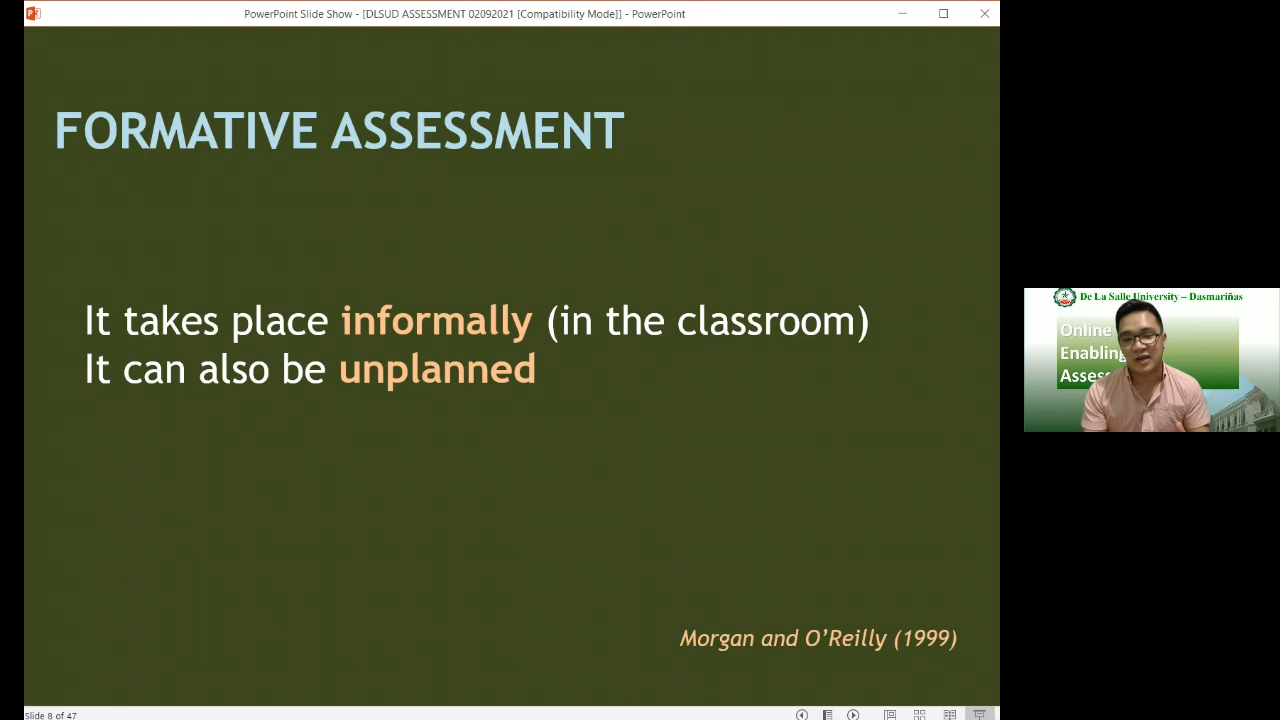 PowerPoint Slide Show - [DLSUD ASSESSMENT 02092021 [Compatibility Mode]] - PowerPoint
FORMATIVE ASSESSMENT
It takes place informally (in the classroom)
It can also be unplanned
Morgan and O'Reilly (1999)
Slide 8 of 47
De La Salle University – Dasmariñas
Online
Enabling
Asses